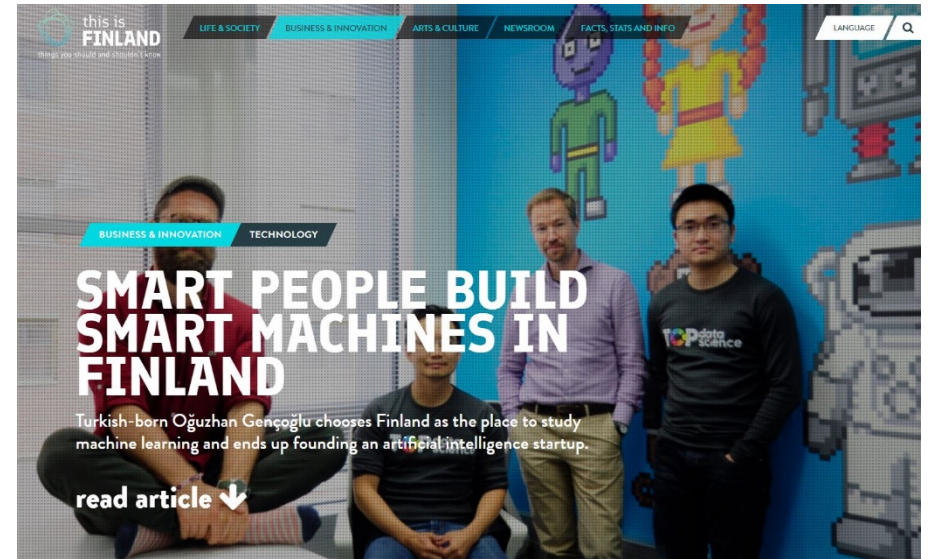 this is
FINLAND
things you should and shouldn't know
LIFE & SOCIETY
BUSINESS & INNOVATION
ARTS & CULTURE
NEWSROOM
FACTS, STATS AND INFO
LANGUAGE
BUSINESS & INNOVATION
TECHNOLOGY
SMART PEOPLE BUILD
SMART MACHINES IN
FINLAND
Turkish-born Oğuzhan Gençoğlu chooses Finland as the place to study
machine learning and ends up founding an artificial intelligence startup.
read article
TOP data
science